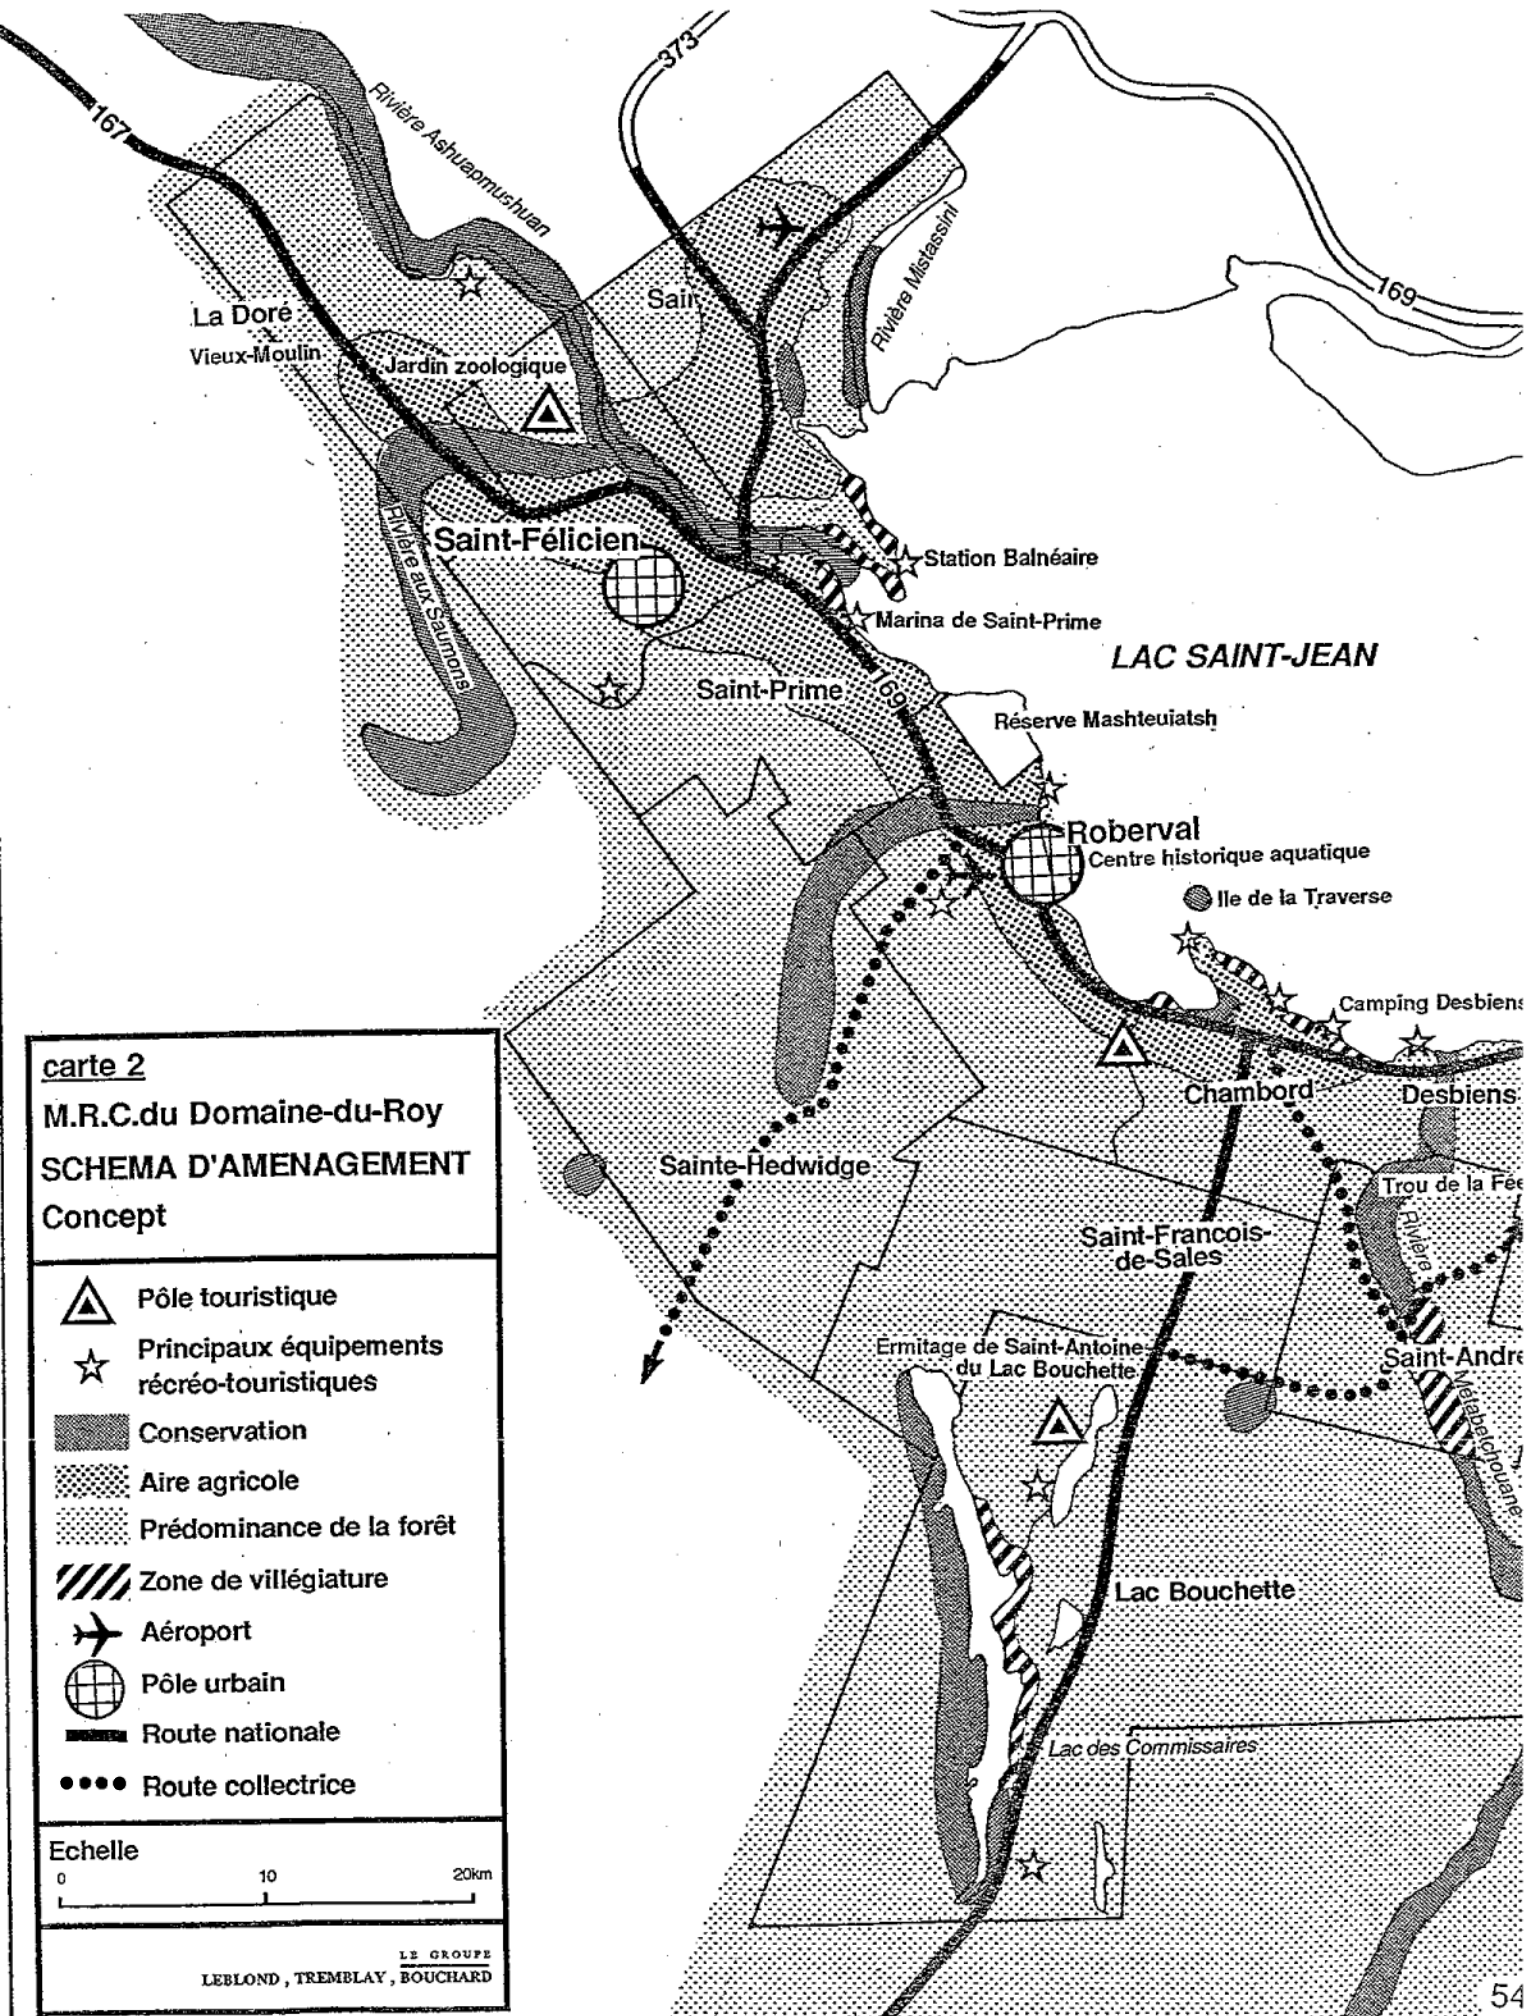 373
167
Rivière Ashuapmushuan
Rivière Mistassini
169
La Doré
Vieux-Moulin
Sain
Jardin zoologique
Rivière aux Saumons
Saint-Félicien
Station Balnéaire
Marina de Saint-Prime
LAC SAINT-JEAN
Saint-Prime
169
Réserve Mashteuiatsh
Roberval
Centre historique aquatique
Ile de la Traverse
Camping Desbiens
Chambord
Desbiens
Sainte-Hedwidge
Trou de la Fée
Rivière
Saint-Francois-
de-Sales
Ermitage de Saint-Antoine
du Lac Bouchette
Saint-Andre
Métabetchouane
Lac Bouchette
Lac des Commissaires
carte 2
M.R.C.du Domaine-du-Roy
SCHEMA D'AMENAGEMENT
Concept
Pôle touristique
Principaux équipements
récréo-touristiques
Conservation
Aire agricole
Prédominance de la forêt
Zone de villégiature
Aéroport
Pôle urbain
Route nationale
Route collectrice
Echelle
0 10 20km
LE GROUPE
LEBLOND , TREMBLAY , BOUCHARD
54